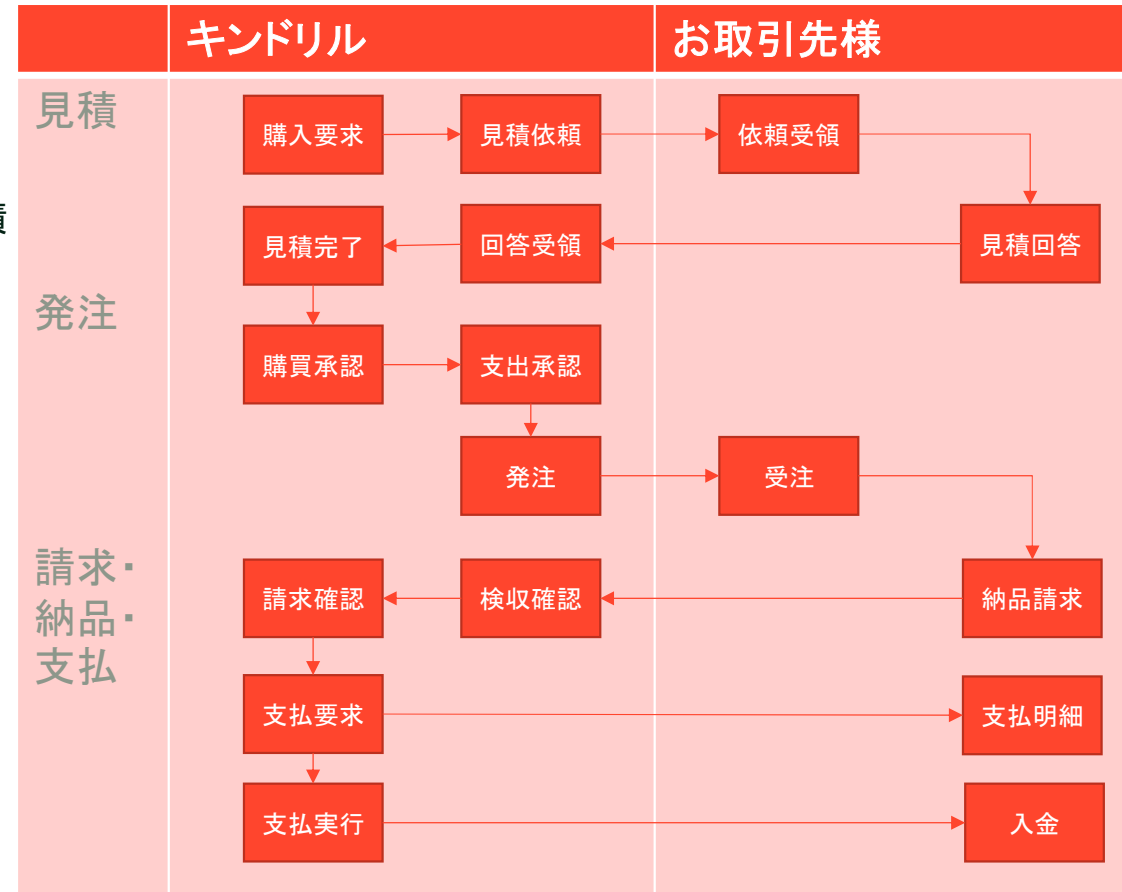 キンドリル
お取引先様
見積
購入要求
見積依頼
依頼受領
見積完了
回答受領
見積回答
発注
購買承認
支出承認
発注
受注
請求・
納品・
支払
請求確認
検収確認
納品請求
支払要求
支払明細
支払実行
入金